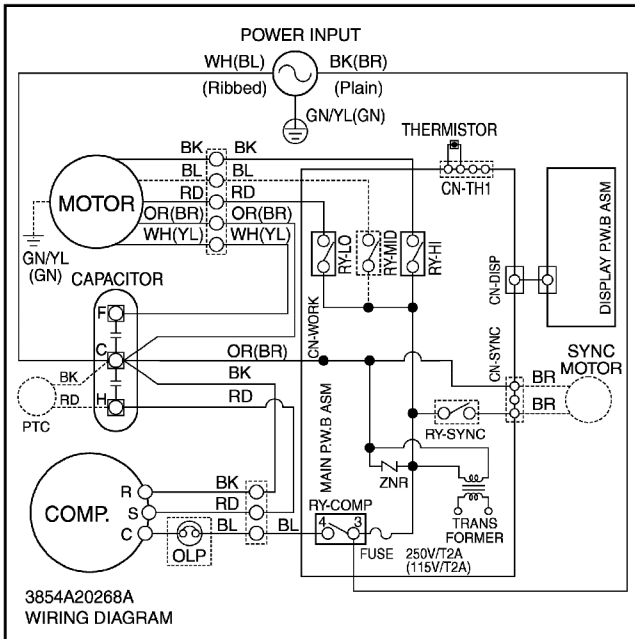 POWER INPUT
WH(BL)
BK(BR)
(Ribbed)
(Plain)
GN/YL(GN)
THERMISTOR
CN-TH1
BK
BK
BL
BL
RD
RD
OR(BR)
OR(BR)
WH(YL)
WH(YL)
MOTOR
GN/YL
(GN)
CAPACITOR
RY-LO
RY-MID
RY-HI
CN-DISP
DISPLAY P.W.B ASM
F
C
H
CN-WORK
OR(BR)
BK
RD
BK
RD
PTC
CN-SYNC
SYNC
MOTOR
BR
BR
RY-SYNC
MAIN P.W.B ASM
ZNR
TRANS
FORMER
COMP.
R
S
C
BK
RD
BL
BL
OLP
RY-COMP
4
3
FUSE
250V/T2A
(115V/T2A)
3854A20268A
WIRING DIAGRAM